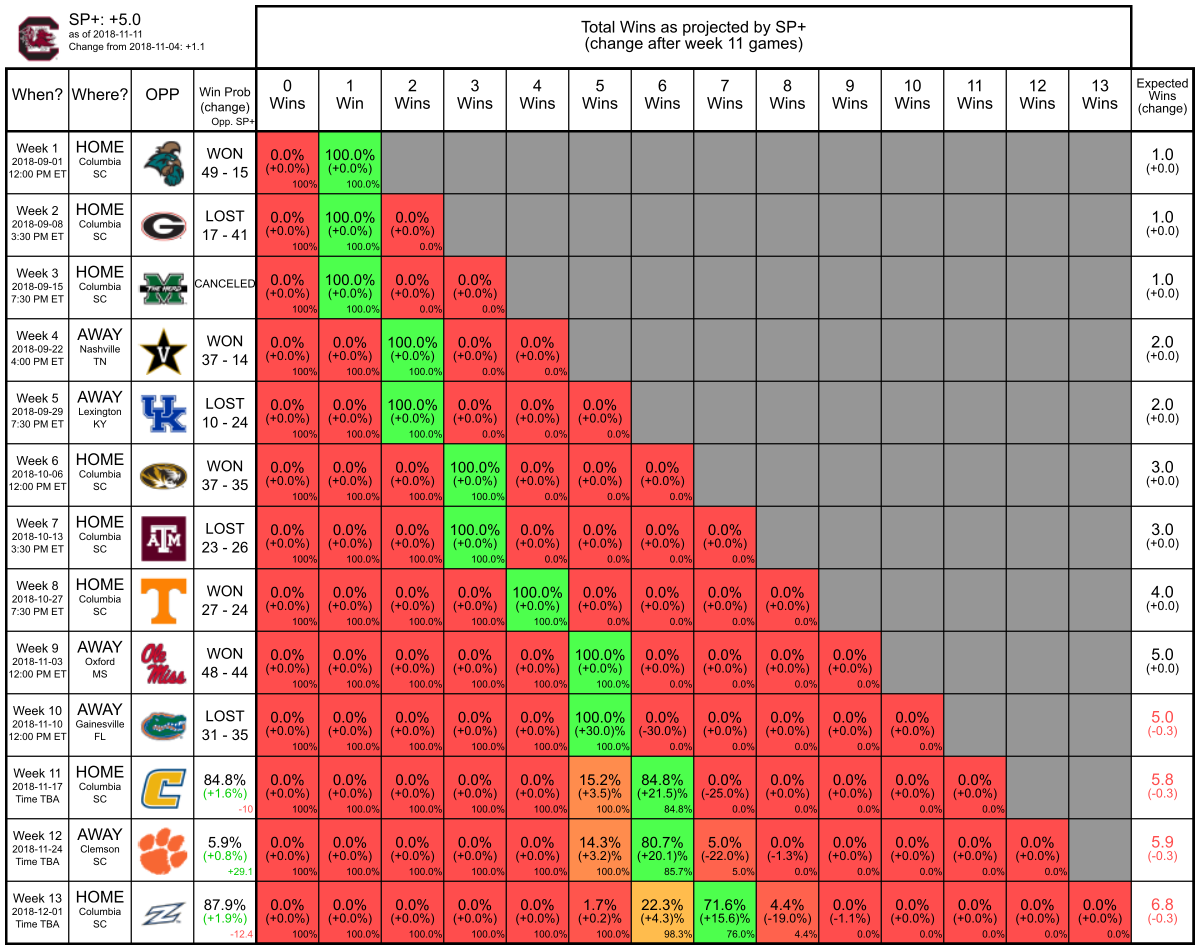 SP+: +5.0
as of 2018-11-11
Change from 2018-11-04: +1.1
Total Wins as projected by SP+
(change after week 11 games)
When? Where? OPP Win Prob (change) Opp. SP+
0 Wins 1 Win 2 Wins 3 Wins 4 Wins 5 Wins 6 Wins 7 Wins 8 Wins 9 Wins 10 Wins 11 Wins 12 Wins 13 Wins
Expected Wins (change)
Week 1 HOME WON 0.0% 100.0% 1.0
2018-09-01 Columbia 49 - 15 (+0.0%) (+0.0%) (+0.0)
12:00 PM ET SC 100% 100.0%
Week 2 HOME G LOST 0.0% 100.0% 0.0% 1.0
2018-09-08 Columbia 17 - 41 (+0.0%) (+0.0%) (+0.0%) (+0.0)
3:30 PM ET SC 100% 100.0% 0.0%
Week 3 HOME M THE HERD CANCELED 0.0% 100.0% 0.0% 0.0% 1.0
2018-09-15 Columbia (+0.0%) (+0.0%) (+0.0%) (+0.0%) (+0.0)
7:30 PM ET SC 100% 100.0% 0.0% 0.0%
Week 4 AWAY V WON 0.0% 0.0% 100.0% 0.0% 0.0% 2.0
2018-09-22 Nashville 37 - 14 (+0.0%) (+0.0%) (+0.0%) (+0.0%) (+0.0%) (+0.0)
4:00 PM ET TN 100% 100.0% 100.0% 0.0% 0.0%
Week 5 AWAY UK LOST 0.0% 0.0% 100.0% 0.0% 0.0% 0.0% 2.0
2018-09-29 Lexington 10 - 24 (+0.0%) (+0.0%) (+0.0%) (+0.0%) (+0.0%) (+0.0%) (+0.0)
7:30 PM ET KY 100% 100.0% 100.0% 0.0% 0.0% 0.0%
Week 6 HOME WON 0.0% 0.0% 0.0% 100.0% 0.0% 0.0% 0.0% 3.0
2018-10-06 Columbia 37 - 35 (+0.0%) (+0.0%) (+0.0%) (+0.0%) (+0.0%) (+0.0%) (+0.0%) (+0.0)
12:00 PM ET SC 100% 100.0% 100.0% 100.0% 0.0% 0.0% 0.0%
Week 7 HOME ATM LOST 0.0% 0.0% 0.0% 100.0% 0.0% 0.0% 0.0% 0.0% 3.0
2018-10-13 Columbia 23 - 26 (+0.0%) (+0.0%) (+0.0%) (+0.0%) (+0.0%) (+0.0%) (+0.0%) (+0.0%) (+0.0)
3:30 PM ET SC 100% 100.0% 100.0% 100.0% 0.0% 0.0% 0.0% 0.0%
Week 8 HOME T WON 0.0% 0.0% 0.0% 0.0% 100.0% 0.0% 0.0% 0.0% 0.0% 4.0
2018-10-27 Columbia 27 - 24 (+0.0%) (+0.0%) (+0.0%) (+0.0%) (+0.0%) (+0.0%) (+0.0%) (+0.0%) (+0.0%) (+0.0)
7:30 PM ET SC 100% 100.0% 100.0% 100.0% 100.0% 0.0% 0.0% 0.0% 0.0%
Week 9 AWAY Ole Miss WON 0.0% 0.0% 0.0% 0.0% 0.0% 100.0% 0.0% 0.0% 0.0% 0.0% 5.0
2018-11-03 Oxford 48 - 44 (+0.0%) (+0.0%) (+0.0%) (+0.0%) (+0.0%) (+0.0%) (+0.0%) (+0.0%) (+0.0%) (+0.0%) (+0.0)
12:00 PM ET MS 100% 100.0% 100.0% 100.0% 100.0% 100.0% 0.0% 0.0% 0.0% 0.0%
Week 10 AWAY LOST 0.0% 0.0% 0.0% 0.0% 0.0% 100.0% 0.0% 0.0% 0.0% 0.0% 0.0% 5.0
2018-11-10 Gainesville 31 - 35 (+0.0%) (+0.0%) (+0.0%) (+0.0%) (+0.0%) (+30.0)% (-30.0%) (+0.0%) (+0.0%) (+0.0%) (+0.0%) (-0.3)
12:00 PM ET FL 100% 100.0% 100.0% 100.0% 100.0% 100.0% 0.0% 0.0% 0.0% 0.0% 0.0%
Week 11 HOME C 84.8% 0.0% 0.0% 0.0% 0.0% 0.0% 15.2% 84.8% 0.0% 0.0% 0.0% 0.0% 0.0% 5.8
2018-11-17 Columbia (+1.6%) (+0.0%) (+0.0%) (+0.0%) (+0.0%) (+0.0%) (+3.5)% (+21.5)% (-25.0%) (+0.0%) (+0.0%) (+0.0%) (+0.0%) (-0.3)
Time TBA SC -10 100% 100.0% 100.0% 100.0% 100.0% 100.0% 84.8% 0.0% 0.0% 0.0% 0.0% 0.0%
Week 12 AWAY 5.9% 0.0% 0.0% 0.0% 0.0% 0.0% 14.3% 80.7% 5.0% 0.0% 0.0% 0.0% 0.0% 0.0% 5.9
2018-11-24 Clemson (+0.8%) (+0.0%) (+0.0%) (+0.0%) (+0.0%) (+0.0%) (+3.2)% (+20.1)% (-22.0%) (-1.3%) (+0.0%) (+0.0%) (+0.0%) (+0.0%) (-0.3)
Time TBA SC +29.1 100% 100.0% 100.0% 100.0% 100.0% 100.0% 85.7% 5.0% 0.0% 0.0% 0.0% 0.0% 0.0%
Week 13 HOME Z 87.9% 0.0% 0.0% 0.0% 0.0% 0.0% 1.7% 22.3% 71.6% 4.4% 0.0% 0.0% 0.0% 0.0% 0.0% 6.8
2018-12-01 Columbia (+1.9%) (+0.0%) (+0.0%) (+0.0%) (+0.0%) (+0.0%) (+0.2)% (+4.3)% (+15.6)% (-19.0%) (-1.1%) (+0.0%) (+0.0%) (+0.0%) (+0.0%) (-0.3)
Time TBA SC -12.4 100% 100.0% 100.0% 100.0% 100.0% 100.0% 98.3% 76.0% 4.4% 0.0% 0.0% 0.0% 0.0% 0.0%